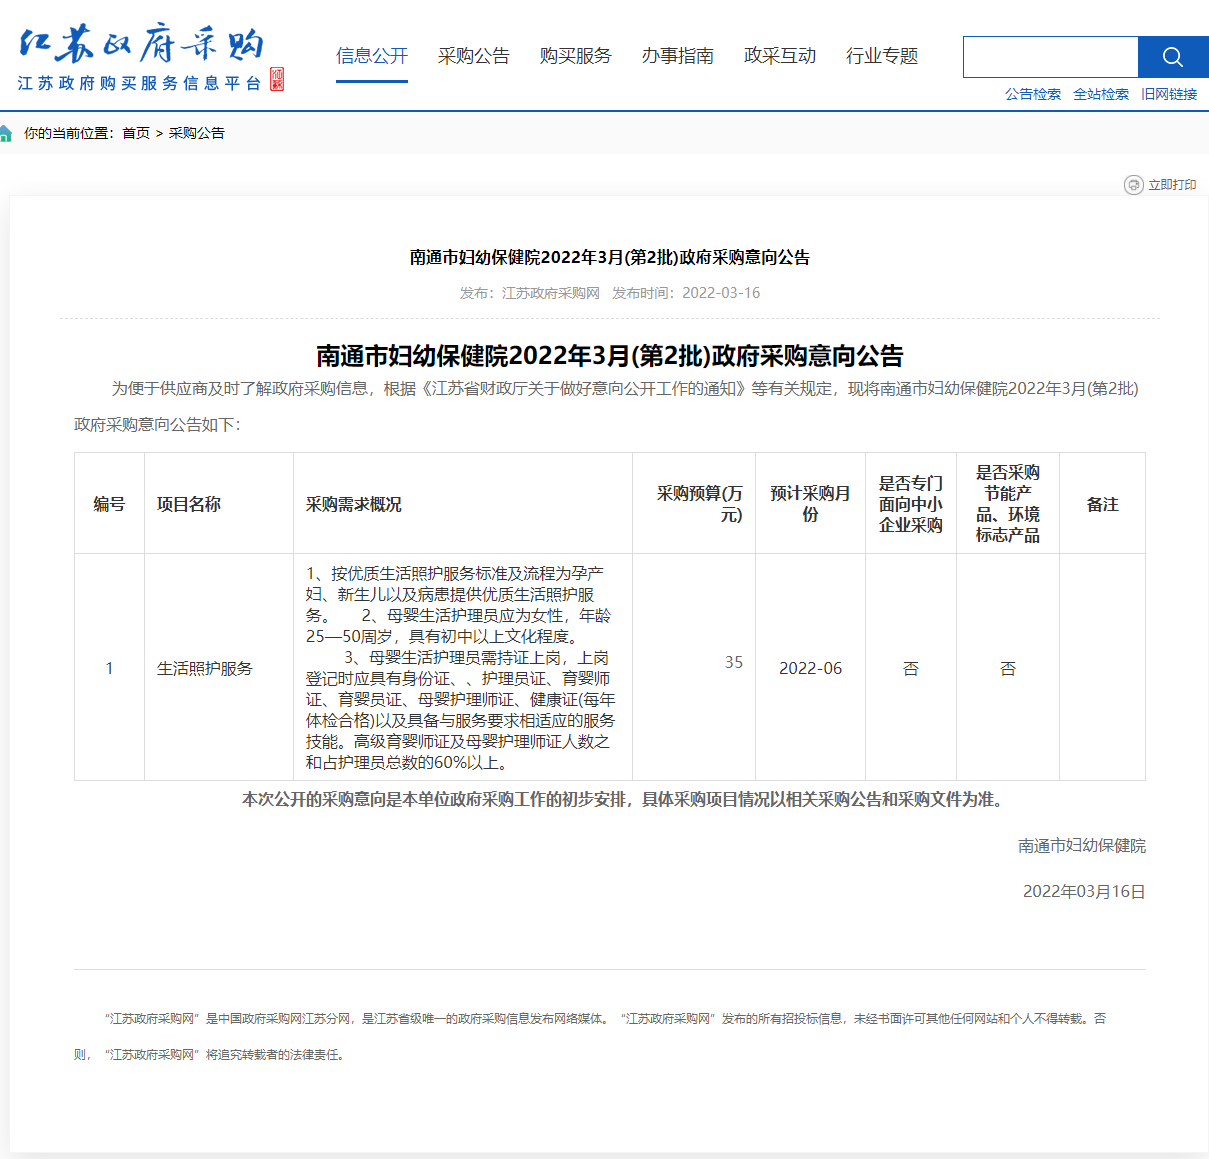 江苏政府采购
江苏政府购买服务信息平台
信息公开 采购公告 购买服务 办事指南 政采互动 行业专题
公告检索 全站检索 旧网链接
你的当前位置：首页 > 采购公告
立即打印
南通市妇幼保健院2022年3月(第2批)政府采购意向公告
发布：江苏政府采购网 发布时间：2022-03-16
南通市妇幼保健院2022年3月(第2批)政府采购意向公告
为便于供应商及时了解政府采购信息，根据《江苏省财政厅关于做好意向公开工作的通知》等有关规定，现将南通市妇幼保健院2022年3月(第2批)
政府采购意向公告如下：
编号
项目名称
采购需求概况
采购预算(万
元)
预计采购月
份
是否专门
面向中小
企业采购
是否采购
节能产
品、环境
标志产品
备注
1
生活照护服务
1、按优质生活照护服务标准及流程为孕产
妇、新生儿以及病患提供优质生活照护服
务。 2、母婴生活护理员应为女性，年龄
25—50周岁，具有初中以上文化程度。
3、母婴生活护理员需持证上岗，上岗
登记时应具有身份证、、护理员证、育婴师
证、育婴员证、母婴护理师证、健康证(每年
体检合格)以及具备与服务要求相适应的服务
技能。高级育婴师证及母婴护理师证人数之
和占护理员总数的60%以上。
35
2022-06
否
否
本次公开的采购意向是本单位政府采购工作的初步安排，具体采购项目情况以相关采购公告和采购文件为准。
南通市妇幼保健院
2022年03月16日
“江苏政府采购网”是中国政府采购网江苏分网，是江苏省级唯一的政府采购信息发布网络媒体。“江苏政府采购网”发布的所有招投标信息，未经书面许可其他任何网站和个人不得转载。否
则，“江苏政府采购网”将追究转载者的法律责任。